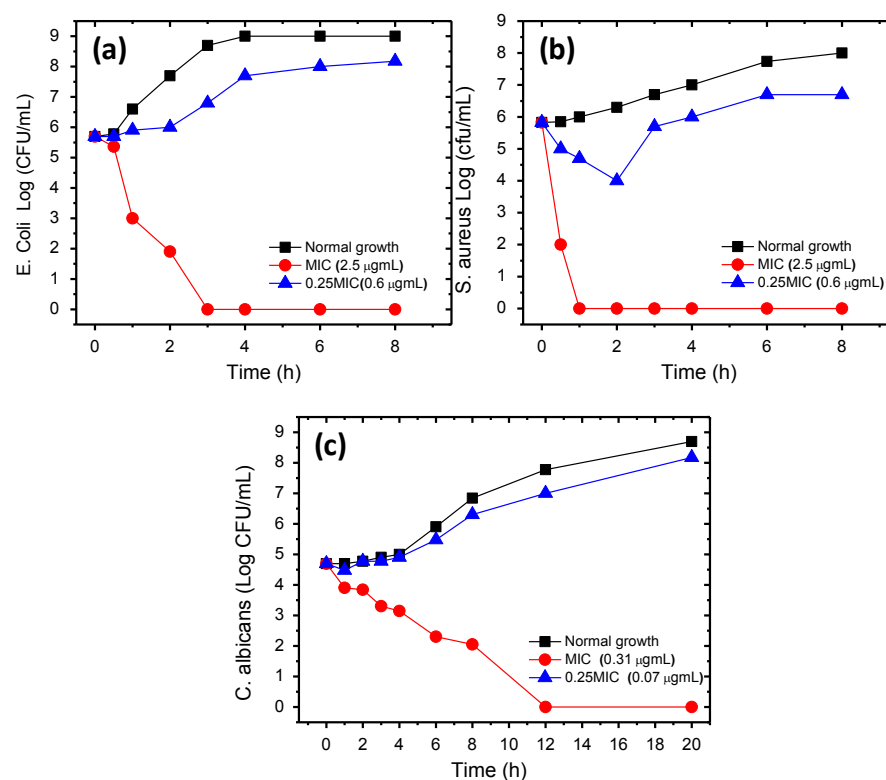 (a)
E. Coli Log (CFU/mL)
9
8
7
6
5
4
3
2
1
0
Normal growth
MIC (2.5 μgmL)
0.25MIC(0.6 μgmL)
0 2 4 6 8
Time (h)
(b)
S. aureus Log (cfu/mL)
9
8
7
6
5
4
3
2
1
0
Normal growth
MIC (2.5 μgmL)
0.25MIC (0.6 μgmL)
0 2 4 6 8
Time (h)
(c)
C. albicans (Log CFU/mL)
9
8
7
6
5
4
3
2
1
0
Normal growth
MIC (0.31 μgmL)
0.25MIC (0.07 μgmL)
0 2 4 6 8 10 12 14 16 18 20
Time (h)